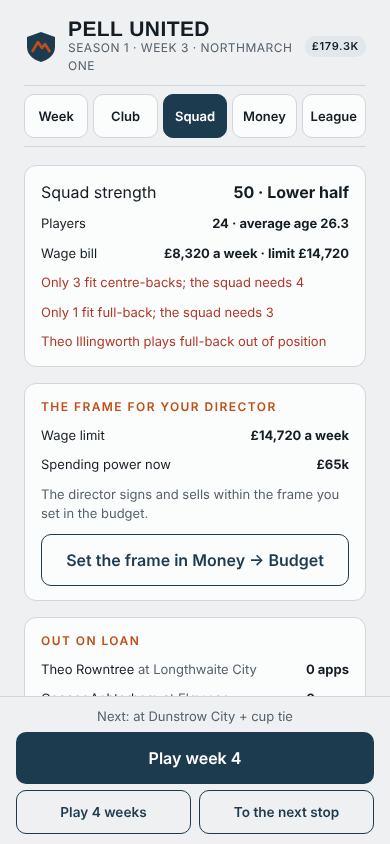 PELL UNITED
SEASON 1 · WEEK 3 · NORTHMARCH
ONE
£179.3K
Week
Club
Squad
Money
League
Squad strength 50 · Lower half
Players 24 · average age 26.3
Wage bill £8,320 a week · limit £14,720
Only 3 fit centre-backs; the squad needs 4
Only 1 fit full-back; the squad needs 3
Theo Illingworth plays full-back out of position
THE FRAME FOR YOUR DIRECTOR
Wage limit £14,720 a week
Spending power now £65k
The director signs and sells within the frame you
set in the budget.
Set the frame in Money → Budget
OUT ON LOAN
Theo Rowntree at Longthwaite City 0 apps
Next: at Dunstrow City + cup tie
Play week 4
Play 4 weeks
To the next stop